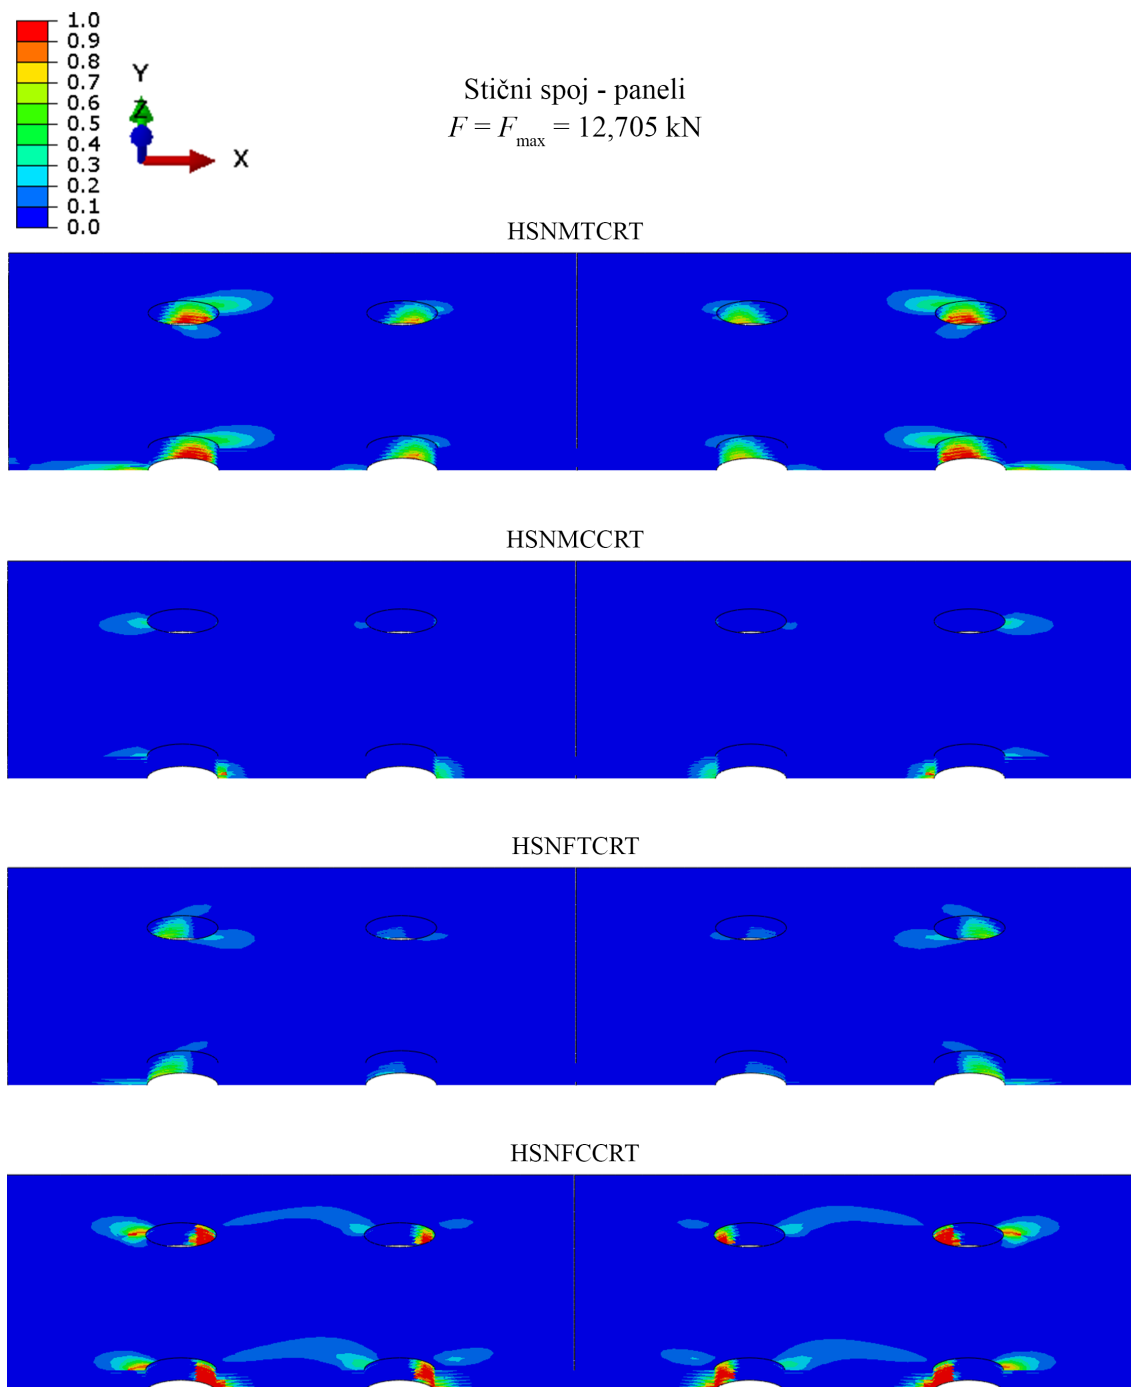 1.0
0.9
0.8
0.7
0.6
0.5
0.4
0.3
0.2
0.1
0.0
Y
Z
X
Stični spoj - paneli
F = Fmax = 12,705 kN
HSNMTCRT
HSNMCCRT
HSNFTCRT
HSNFCCRT